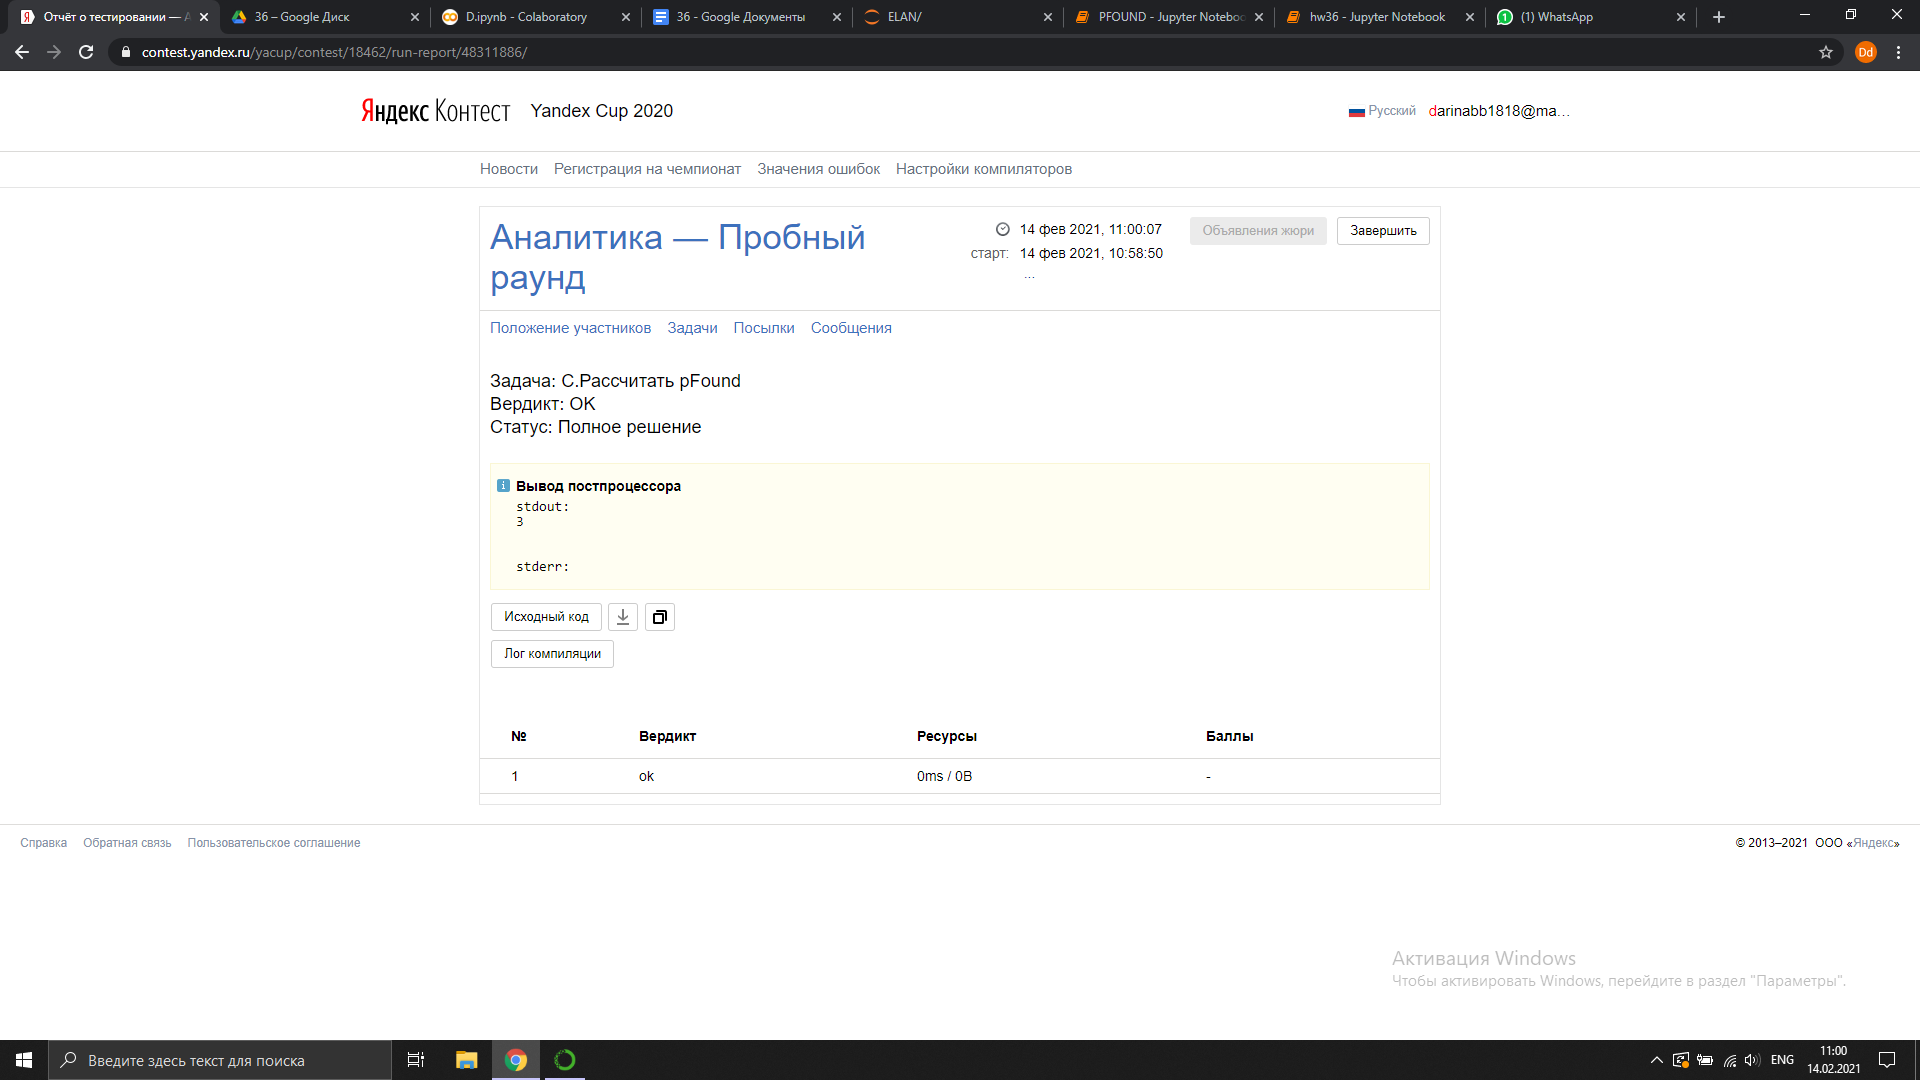 Отчёт о тестировании — А
36 – Google Диск
D.ipynb - Colaboratory
36 - Google Документы
ELAN/
PFOUND - Jupyter Notebo
hw36 - Jupyter Notebook
(1) WhatsApp
contest.yandex.ru/yacup/contest/18462/run-report/48311886/
Dd
Яндекс Контест
Yandex Cup 2020
Русский
darinabb1818@ma...
Новости
Регистрация на чемпионат
Значения ошибок
Настройки компиляторов
Аналитика — Пробный
раунд
14 фев 2021, 11:00:07
старт: 14 фев 2021, 10:58:50
...
Объявления жюри
Завершить
Положение участников
Задачи
Посылки
Сообщения
Задача: C.Рассчитать pFound
Вердикт: OK
Статус: Полное решение
Вывод постпроцессора
stdout:
3
stderr:
Исходный код
Лог компиляции
№ Вердикт Ресурсы Баллы
1 ok 0ms / 0B -
Справка
Обратная связь
Пользовательское соглашение
© 2013–2021 ООО «Яндекс»
Активация Windows
Чтобы активировать Windows, перейдите в раздел "Параметры".
Введите здесь текст для поиска
ENG
11:00
14.02.2021